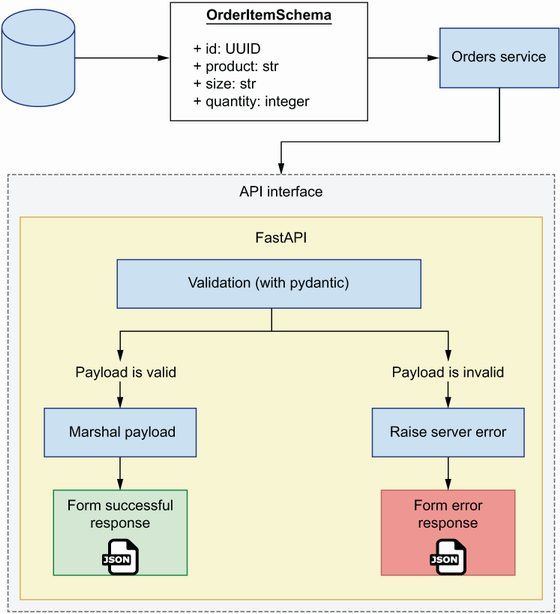 OrderItemSchema
+ id: UUID
+ product: str
+ size: str
+ quantity: integer
Orders service
API interface
FastAPI
Validation (with pydantic)
Payload is valid
Payload is invalid
Marshal payload
Raise server error
Form successful
response
JSON
Form error
response
JSON